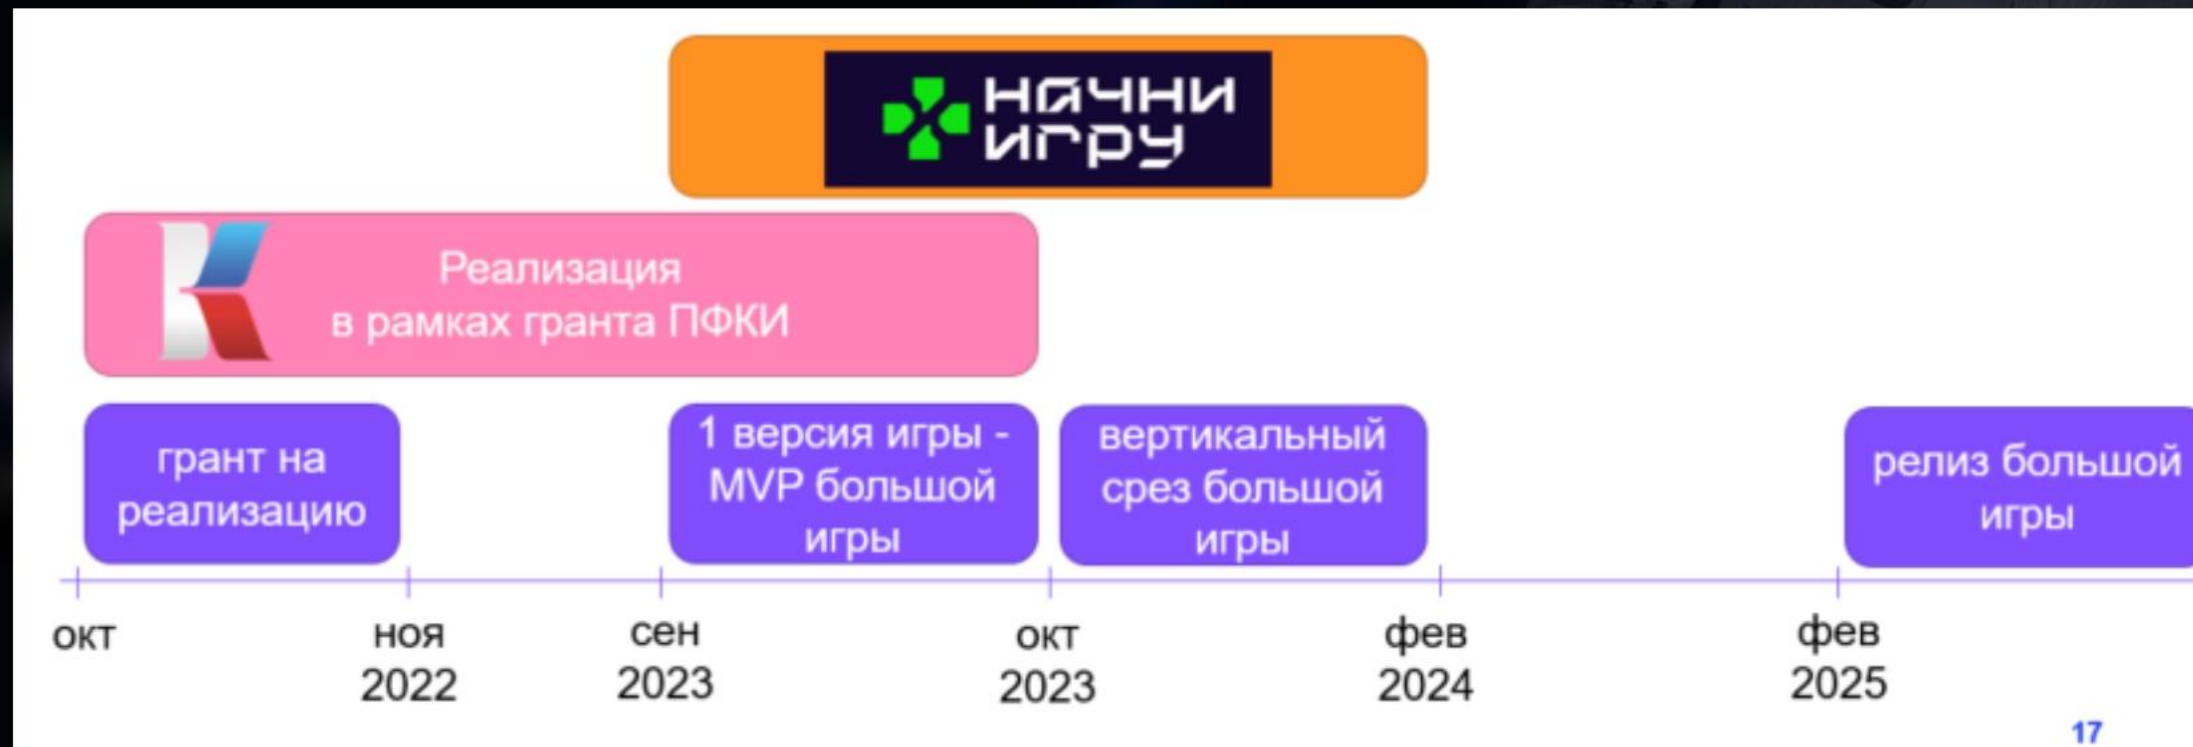 начни
игру
Реализация
в рамках гранта ПФКИ
грант на
реализацию
1 версия игры -
MVP большой
игры
вертикальный
срез большой
игры
релиз большой
игры
окт
ноя
2022
сен
2023
окт
2023
фев
2024
фев
2025
17